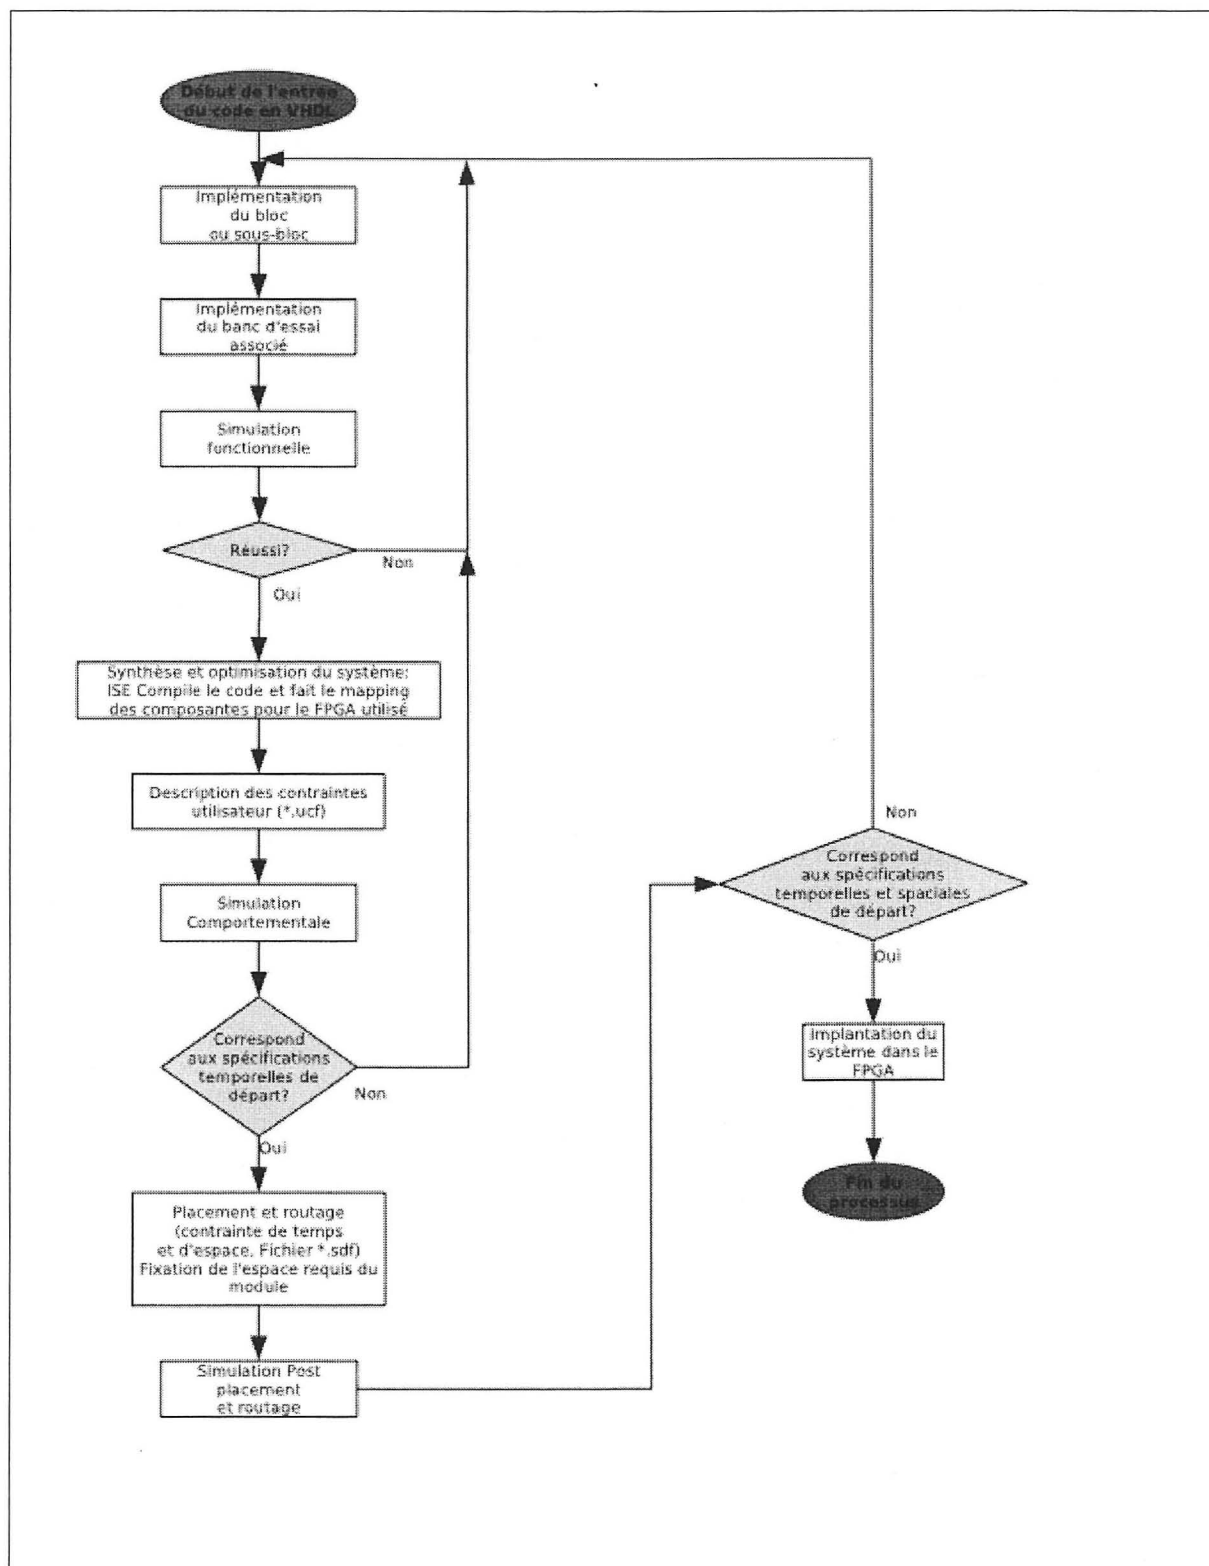 Début de l'entrée
du code en VHDL
Implémentation
du bloc
ou sous-bloc
Implémentation
du banc d'essai
associé
Simulation
functionnelle
Réussi?
Non
Oui
Synthèse et optimisation du système;
ISE Compile le code et fait le mapping
des composantes pour le FPGA utilisé
Description des contraintes
utilisateur (*.ucf)
Simulation
Comportementale
Correspond
aux spécifications
temporelles de
départ?
Non
Oui
Placement et routage
(contrainte de temps
et d'espace. Fichier *.sdf)
Fixation de l'espace requis du
module
Simulation Post
placement
et routage
Non
Correspond
aux spécifications
temporelles et spaciales
de départ?
Oui
Implantation du
système dans le
FPGA
Fin du
processus